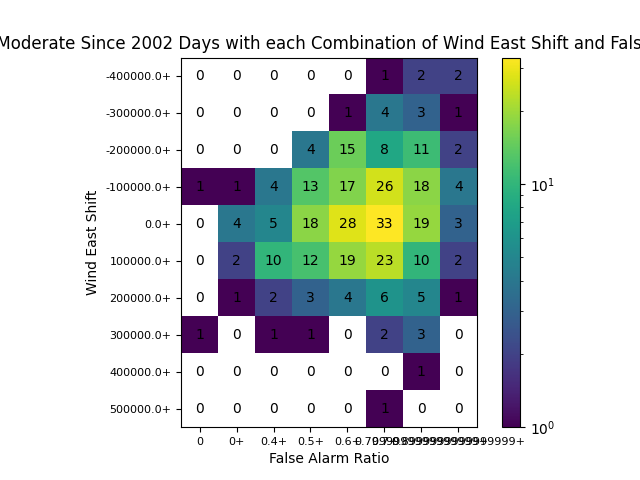 Moderate Since 2002 Days with each Combination of Wind East Shift and Fals
-400000.0+ 0 0 0 0 0 1 2 2
-300000.0+ 0 0 0 0 1 4 3 1
-200000.0+ 0 0 0 4 15 8 11 2
-100000.0+ 1 1 4 13 17 26 18 4
0.0+ 0 4 5 18 28 33 19 3
100000.0+ 0 2 10 12 19 23 10 2
200000.0+ 0 1 2 3 4 6 5 1
300000.0+ 1 0 1 1 0 2 3 0
400000.0+ 0 0 0 0 0 0 1 0
500000.0+ 0 0 0 0 0 1 0 0
0 0+ 0.4+ 0.5+ 0.6+
False Alarm Ratio
Wind East Shift
10¹
10⁰